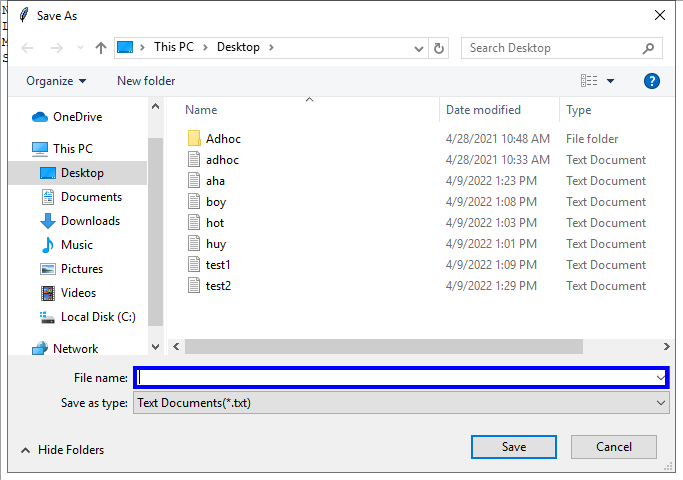 Save As
This PC > Desktop >
Search Desktop
Organize
New folder
?
Name
Date modified
Type
OneDrive
This PC
Desktop
Documents
Downloads
Music
Pictures
Videos
Local Disk (C:)
Network
Adhoc 4/28/2021 10:48 AM File folder
adhoc 4/28/2021 10:33 AM Text Document
aha 4/9/2022 1:23 PM Text Document
boy 4/9/2022 1:08 PM Text Document
hot 4/9/2022 1:03 PM Text Document
huy 4/9/2022 1:01 PM Text Document
test1 4/9/2022 1:09 PM Text Document
test2 4/9/2022 1:29 PM Text Document
File name:
Save as type: Text Documents(*.txt)
Hide Folders
Save
Cancel